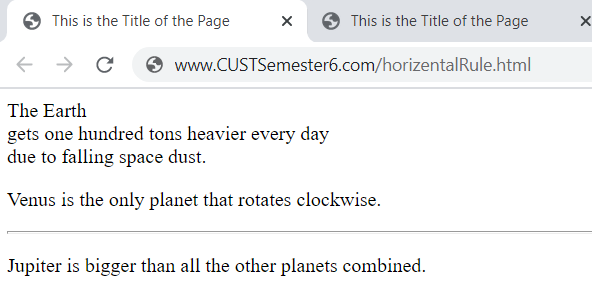 This is the Title of the Page This is the Title of the Page
www.CUSTSemester6.com/horizentalRule.html
The Earth
gets one hundred tons heavier every day
due to falling space dust.
Venus is the only planet that rotates clockwise.
Jupiter is bigger than all the other planets combined.